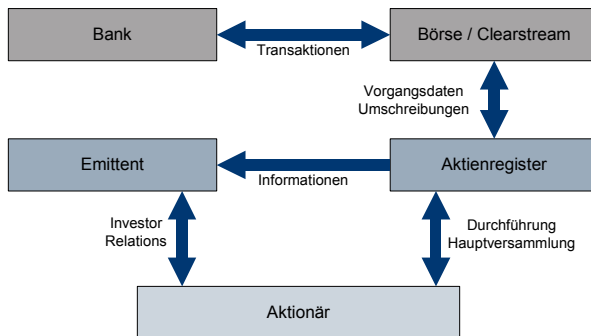 Bank
Börse / Clearstream
Transaktionen
Vorgangsdaten
Umschreibungen
Emittent
Aktienregister
Informationen
Investor
Relations
Durchführung
Hauptversammlung
Aktionär